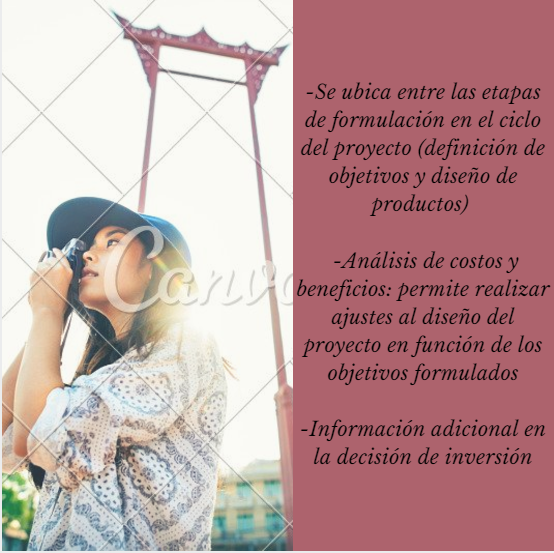 Canva
-Se ubica entre las etapas
de formulación en el ciclo
del proyecto (definición de
objetivos y diseño de
productos)
-Análisis de costos y
beneficios: permite realizar
ajustes al diseño del
proyecto en función de los
objetivos formulados
-Información adicional en
la decisión de inversión